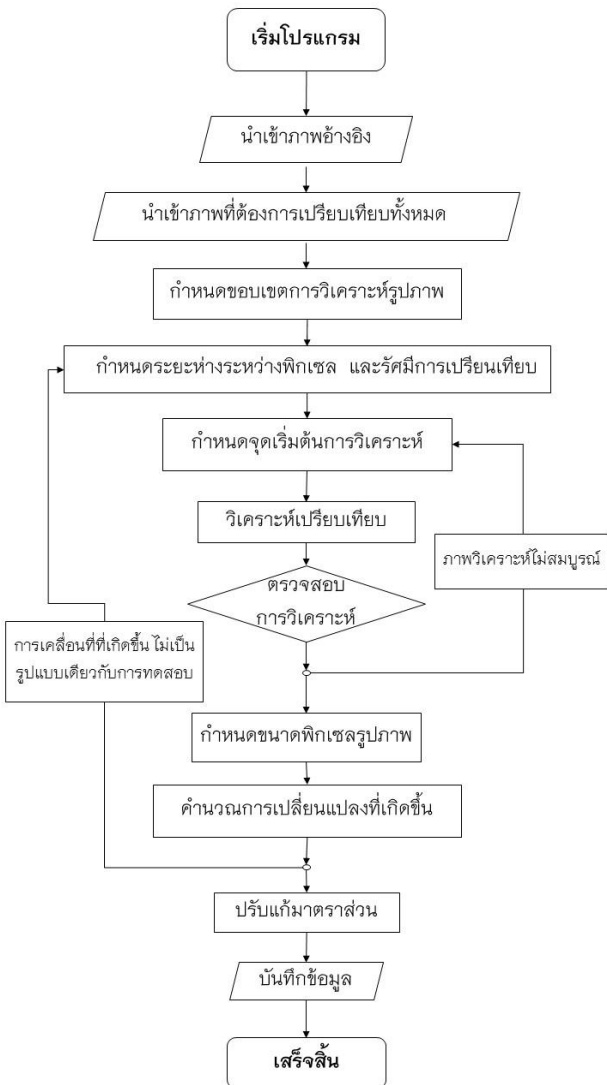 เริ่มโปรแกรม
นำเข้าภาพอ้างอิง
นำเข้าภาพที่ต้องการเปรียบเทียบทั้งหมด
กำหนดขอบเขตการวิเคราะห์รูปภาพ
กำหนดระยะห่างระหว่างพิกเซล และรัศมีการเปรียนเทียบ
กำหนดจุดเริ่มต้นการวิเคราะห์
วิเคราะห์เปรียบเทียบ
ภาพวิเคราะห์ไม่สมบูรณ์
ตรวจสอบ
การวิเคราะห์
การเคลื่อนที่ที่เกิดขึ้น ไม่เป็น
รูปแบบเดียวกับการทดสอบ
กำหนดขนาดพิกเซลรูปภาพ
คำนวณการเปลี่ยนแปลงที่เกิดขึ้น
ปรับแก้มาตราส่วน
บันทึกข้อมูล
เสร็จสิ้น